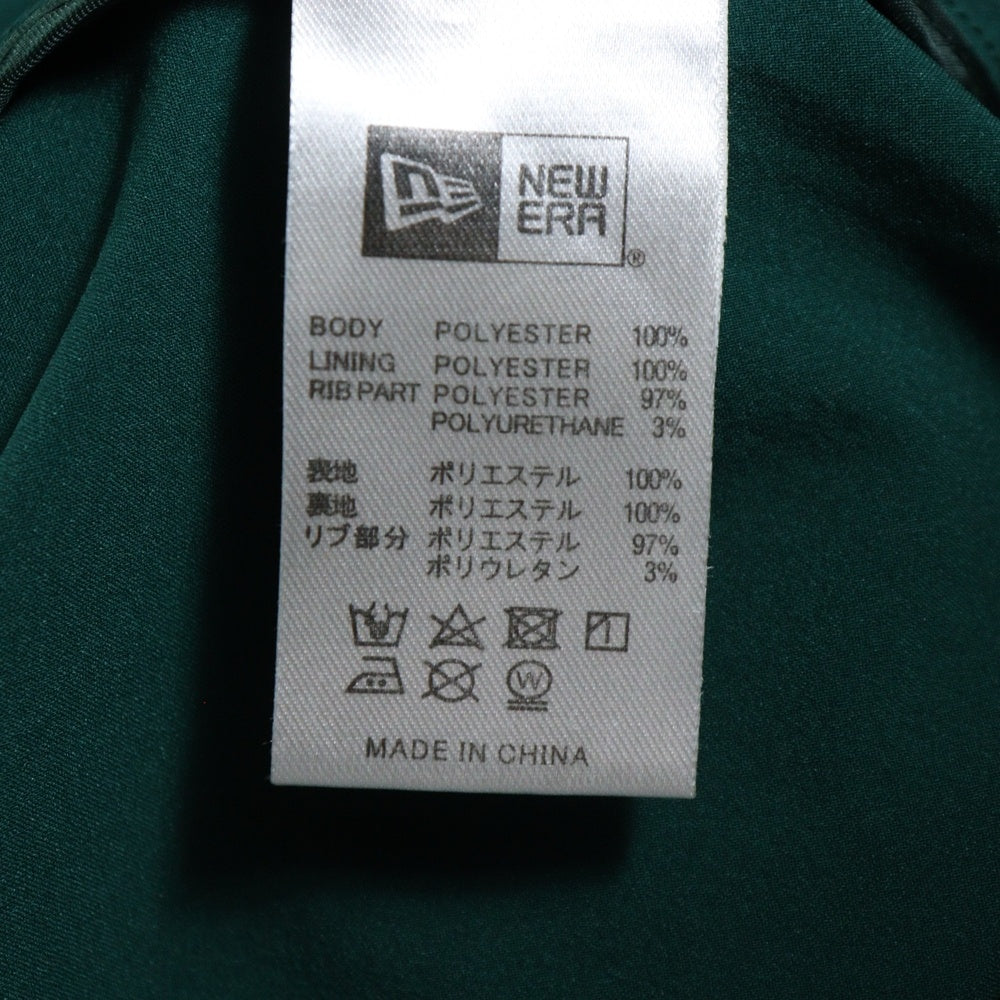 NEW
ERA
®
BODY POLYESTER 100%
LINING POLYESTER 100%
RIB PART POLYESTER 97%
POLYURETHANE 3%
表地 ポリエステル 100%
裏地 ポリエステル 100%
リブ部分 ポリエステル 97%
ポリウレタン 3%
W
MADE IN CHINA